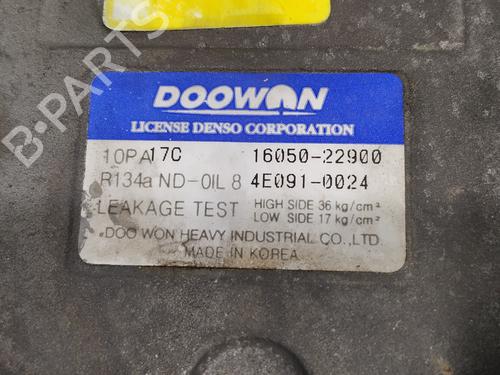 DOOWON
LICENSE DENSO CORPORATION
10PA17C 16050-22900
R134a ND-OIL 8 4E091-0024
LEAKAGE TEST HIGH SIDE 36 kg/cm²
LOW SIDE 17 kg/cm²
DOO WON HEAVY INDUSTRIAL CO., LTD.
MADE IN KOREA
B-PARTS